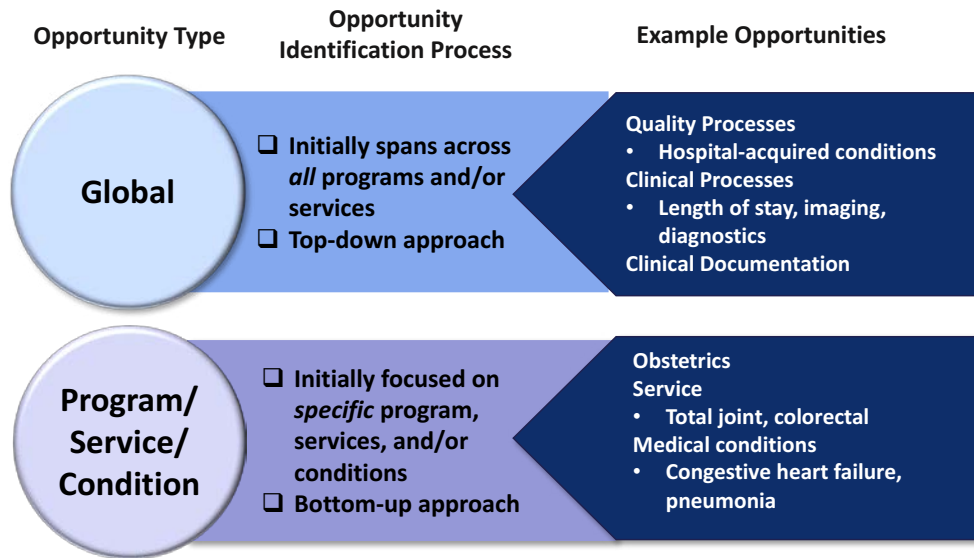 Opportunity Type
Opportunity
Identification Process
Example Opportunities
Global
❑ Initially spans across
all programs and/or
services
❑ Top-down approach
Quality Processes
• Hospital-acquired conditions
Clinical Processes
• Length of stay, imaging,
diagnostics
Clinical Documentation
Program/
Service/
Condition
❑ Initially focused on
specific program,
services, and/or
conditions
❑ Bottom-up approach
Obstetrics
Service
• Total joint, colorectal
Medical conditions
• Congestive heart failure,
pneumonia